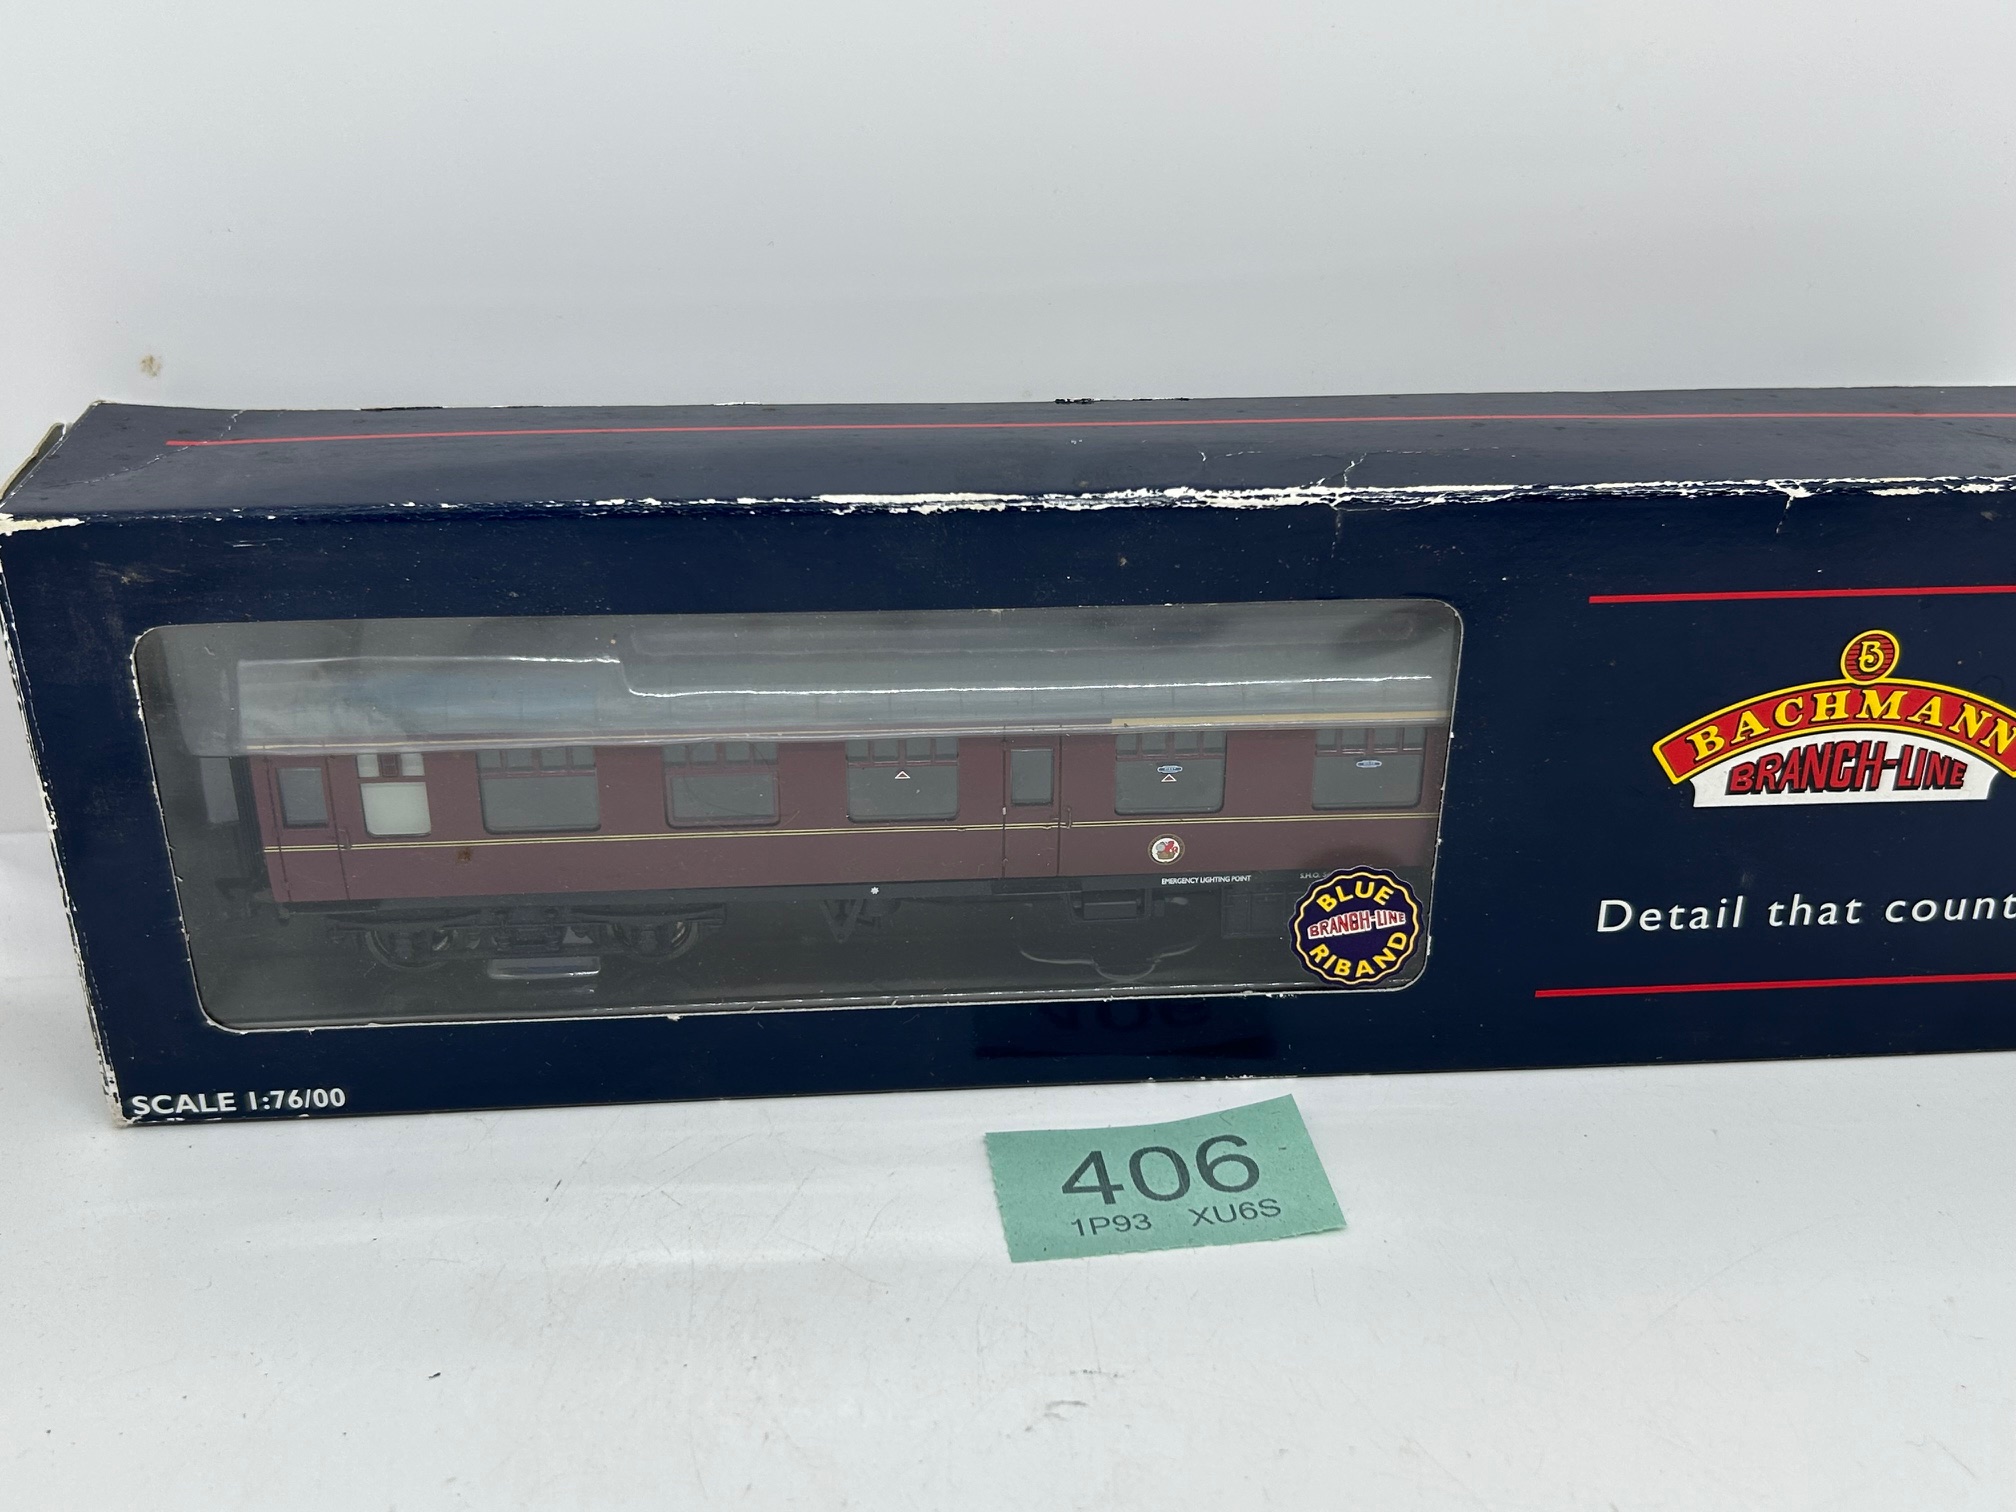 B
BACHMANN
BRANCH-LINE
Detail that count
EMERGENCY LIGHTING POINT
BLUE
BRANCH-LINE
RIBAND
SCALE 1:76/00
406
1P93 XU6S